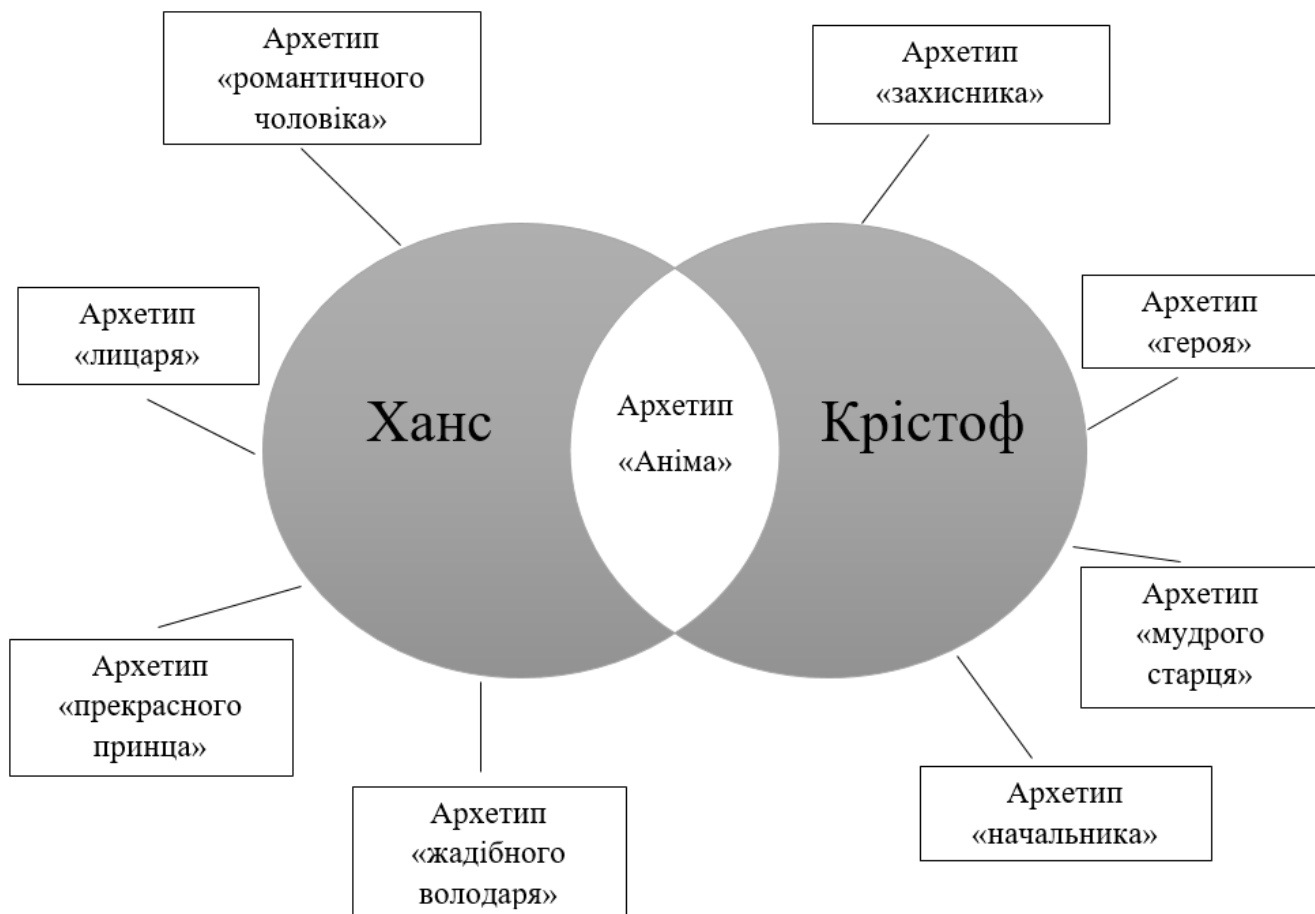 Архетип
«романтичного
чоловіка»
Архетип
«захисника»
Архетип
«лицаря»
Архетип
«героя»
Ханс
Архетип
«Аніма»
Крістоф
Архетип
«прекрасного
принца»
Архетип
«мудрого
старця»
Архетип
«жадібного
володаря»
Архетип
«начальника»